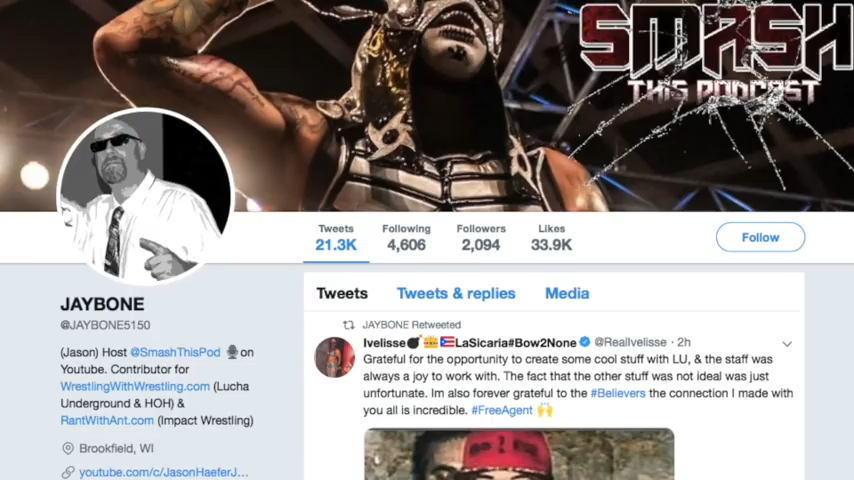 SMASH
THIS PODCAST
Tweets Following Followers Likes
21.3K 4,606 2,094 33.9K
Follow
JAYBONE
@JAYBONE5150
(Jason) Host @SmashThisPod 🎙️on
Youtube. Contributor for
WrestlingWithWrestling.com (Lucha
Underground & HOH) &
RantWithAnt.com (Impact Wrestling)
Brookfield, WI
youtube.com/c/JasonHaeferJ...
Tweets Tweets & replies Media
JAYBONE Retweeted
Ivelisse💣👑🇵🇷LaSicaria#Bow2None @RealIvelisse · 2h
Grateful for the opportunity to create some cool stuff with LU, & the staff was
always a joy to work with. The fact that the other stuff was not ideal was just
unfortunate. Im also forever grateful to the #Believers the connection I made with
you all is incredible. #FreeAgent 🙌